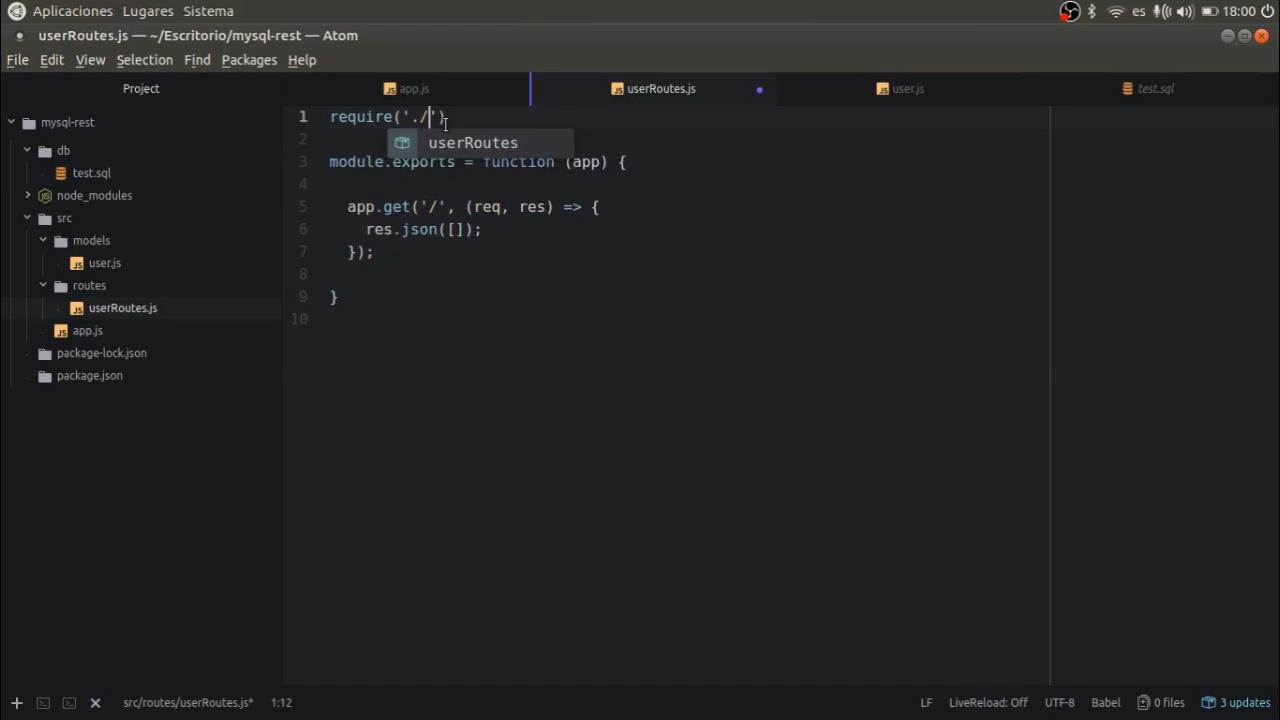 Aplicaciones Lugares Sistema es 18:00
userRoutes.js — ~/Escritorio/mysql-rest — Atom
File Edit View Selection Find Packages Help
Project app.js userRoutes.js user.js test.sql
mysql-rest
db
test.sql
node_modules
src
models
user.js
routes
userRoutes.js
app.js
package-lock.json
package.json
1 require('./')
userRoutes
2
3 module.exports = function (app) {
4
5 app.get('/', (req, res) => {
6 res.json([]);
7 });
8
9 }
10
src/routes/userRoutes.js* 1:12 LF LiveReload: Off UTF-8 Babel 0 files 3 updates